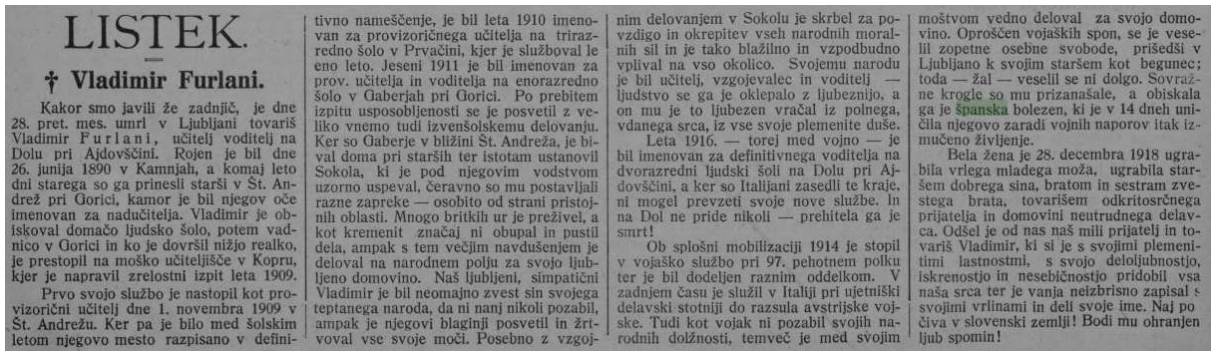 LISTEK.
† Vladimir Furlani.
Kakor smo javili že zadnjič, je dne
28. pret. mes. umrl v Ljubljani tovariš
Vladimir Furlani, učitelj voditelj na
Dolu pri Ajdovščini. Rojen je bil dne
26. junija 1890 v Kamnjah, a komaj leto
dni starega so ga prinesli starši v Št. An-
drež pri Gorici, kamor je bil njegov oče
imenovan za nadučitelja. Vladimir je ob-
iskoval domačo ljudsko šolo, potem vad-
nico v Gorici in ko je dovršil nižjo realko,
je prestopil na moško učiteljišče v Kopru,
kjer je napravil zrelostni izpit leta 1909.
Prvo svojo službo je nastopil kot pro-
vizorični učitelj dne 1. novembra 1909 v
Št. Andrežu. Ker pa je bilo med šolskim
letom njegovo mesto razpisano v defini-
tivno nameščenje, je bil leta 1910 imeno-
van za provizoričnega učitelja na triraz-
redno šolo v Prvačini, kjer je služboval le
eno leto. Jeseni 1911 je bil imenovan za
prov. učitelja in voditelja na enorazredno
šolo v Gaberjah pri Gorici. Po prebitem
izpitu usposobljenosti se je posvetil z ve-
liko vnemo tudi izvenšolskemu delovanju.
Ker so Gaberje v bližini Št. Andreža, je bi-
val doma pri starših ter istotam ustanovil
Sokola, ki je pod njegovim vodstvom
uzorno uspeval, čeravno so mu postavljali
razne zapreke — osobito od strani pristoj-
nih oblasti. Mnogo britkih ur je preživel, a
kot kremenit značaj ni obupal in pustil
dela, ampak s tem večjim navdušenjem je
deloval na narodnem polju za svojo ljub-
ljeno domovino. Naš ljubljeni, simpatični
Vladimir je bil neomajno zvest sin svojega
teptanega naroda, da ni nanj nikoli pozabil,
ampak je njegovi blaginji posvetil in žrt-
voval vse svoje moči. Posebno z vzgoj-
nim delovanjem v Sokolu je skrbel za po-
vzdigo in okrepitev vseh narodnih moral-
nih sil in je tako blažilno in vzpodbudno
vplival na vso okolico. Svojemu narodu
je bil učitelj, vzgojevalec in voditelj —
ljudstvo se ga je oklepalo z ljubeznijo, a
on mu je to ljubezen vračal iz polnega,
vdanega srca, iz vse svoje plemenite duše.
Leta 1916. — torej med vojno — je
bil imenovan za definitivnega voditelja na
dvorazredni ljudski šoli na Dolu pri Aj-
dovščini, a ker so Italijani zasedli te kraje,
ni mogel prevzeti svoje nove službe. In
na Dol ne pride nikoli — prehitela ga je
smrt!
Ob splošni mobilizaciji 1914 je stopil
v vojaško službo pri 97. pehotnem polku
ter je bil dodeljen raznim oddelkom. V
zadnjem času je služil v Italiji pri ujetniški
delavski stotniji do razsula avstrijske voj-
ske. Tudi kot vojak ni pozabil svojih na-
rodnih dolžnosti, temveč je med svojim
moštvom vedno deloval za svojo domo-
vino. Oproščen vojaških spon, se je vese-
lil zopetne osebne svobode, prišedši v
Ljubljano k svojim staršem kot begunec;
toda — žal — veselil se ni dolgo. Sovraž-
ne krogle so mu prizanašale, a obiskala
ga je španska bolezen, ki je v 14 dneh uni-
čila njegovo zaradi vojnih naporov itak iz-
mučeno življenje.
Bela žena je 28. decembra 1918 ugra-
bila vrlega mladega moža, ugrabila star-
šem dobrega sina, bratom in sestram zve-
stega brata, tovarišem odkritosrčnega
prijatelja in domovini neutrudnega delav-
ca. Odšel je od nas naš mili prijatelj in to-
variš Vladimir, ki si je s svojimi plemeni-
timi lastnostmi, s svojo deloljubnostjo,
iskrenostjo in nesebičnostjo pridobil vsa
naša srca ter je vanja neizbrisno zapisal s
svojimi vrlinami in deli svoje ime. Naj po
čiva v slovenski zemlji! Bodi mu ohranjen
ljub spomin!